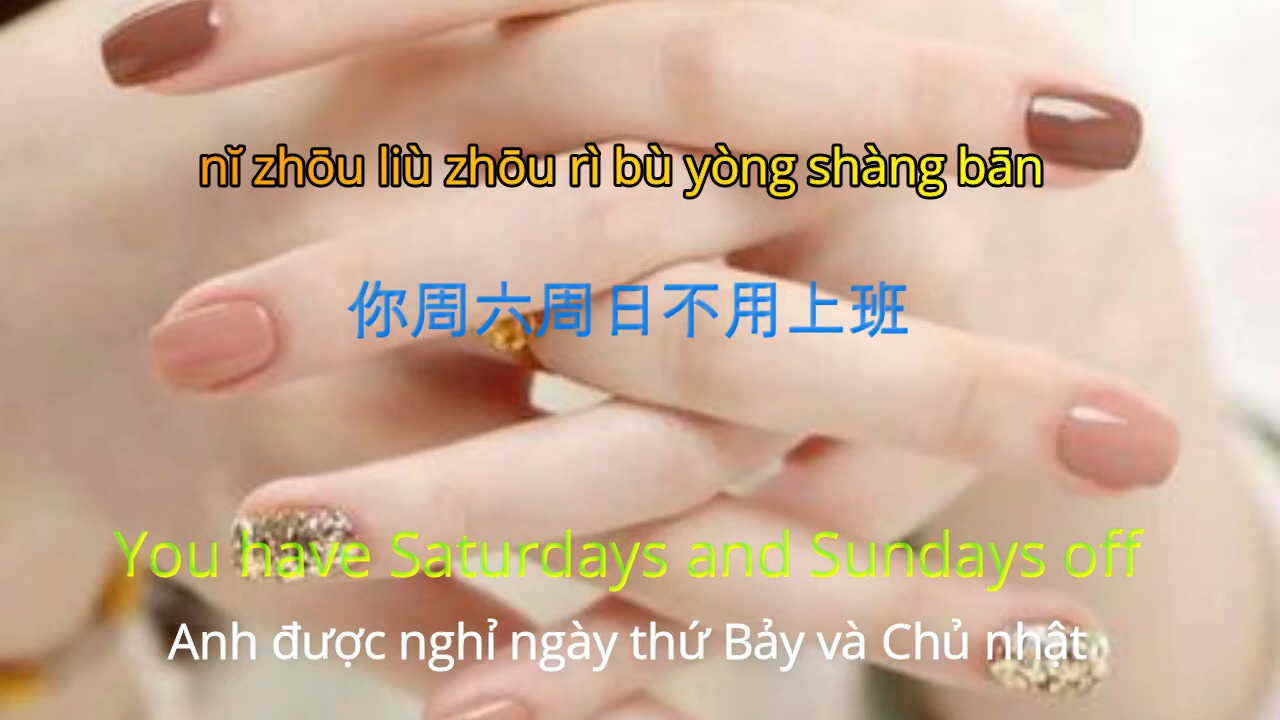 nǐ zhōu liù zhōu rì bù yòng shàng bān
你周六周日不用上班
You have Saturdays and Sundays off
Anh được nghỉ ngày thứ Bảy và Chủ nhật